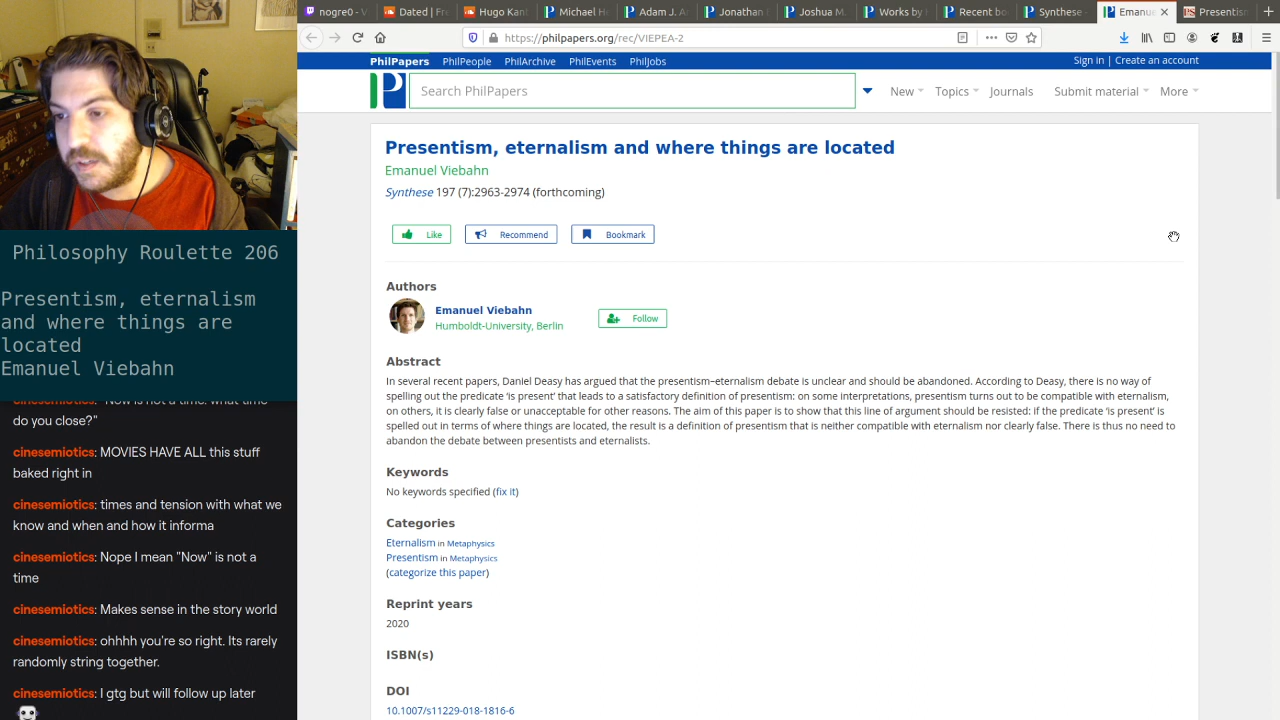 nogre0 -
Dated | Fre
Hugo Kant
Michael H
Adam J. A
Jonathan
Joshua M.
Works by
Recent bo
Synthese -
Emanue
Presentism
https://philpapers.org/rec/VIEPEA-2
PhilPapers PhilPeople PhilArchive PhilEvents PhilJobs
Sign in | Create an account
Search PhilPapers
New Topics Journals Submit material More
Presentism, eternalism and where things are located
Emanuel Viebahn
Synthese 197 (7):2963-2974 (forthcoming)
Like Recommend Bookmark
Authors
Emanuel Viebahn
Humboldt-University, Berlin
Follow
Abstract
In several recent papers, Daniel Deasy has argued that the presentism–eternalism debate is unclear and should be abandoned. According to Deasy, there is no way of
spelling out the predicate ‘is present’ that leads to a satisfactory definition of presentism: on some interpretations, presentism turns out to be compatible with eternalism,
on others, it is clearly false or unacceptable for other reasons. The aim of this paper is to show that this line of argument should be resisted: if the predicate ‘is present’ is
spelled out in terms of where things are located, the result is a definition of presentism that is neither compatible with eternalism nor clearly false. There is thus no need to
abandon the debate between presentists and eternalists.
Keywords
No keywords specified (fix it)
Categories
Eternalism in Metaphysics
Presentism in Metaphysics
(categorize this paper)
Reprint years
2020
ISBN(s)
DOI
10.1007/s11229-018-1816-6
Philosophy Roulette 206
Presentism, eternalism
and where things are
located
Emanuel Viebahn
"Now is not a time. what time
do you close?"
cinesemiotics: MOVIES HAVE ALL this stuff
baked right in
cinesemiotics: times and tension with what we
know and when and how it informa
cinesemiotics: Nope I mean "Now" is not a
time
cinesemiotics: Makes sense in the story world
cinesemiotics: ohhhh you're so right. Its rarely
randomly string together.
cinesemiotics: I gtg but will follow up later